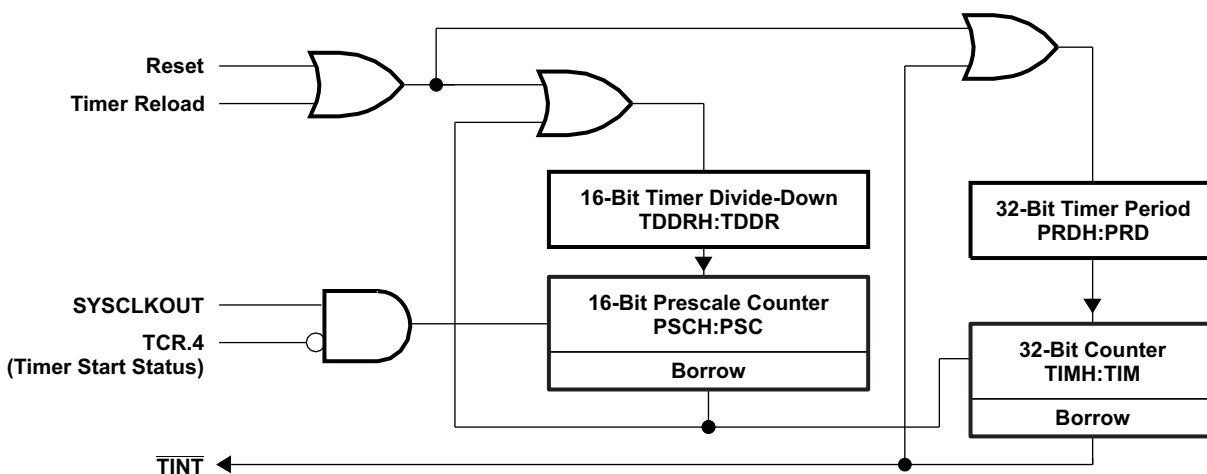 Reset
Timer Reload
16-Bit Timer Divide-Down
TDDRH:TDDR
32-Bit Timer Period
PRDH:PRD
SYSCLKOUT
TCR.4
(Timer Start Status)
16-Bit Prescale Counter
PSCH:PSC
Borrow
32-Bit Counter
TIMH:TIM
Borrow
TINT